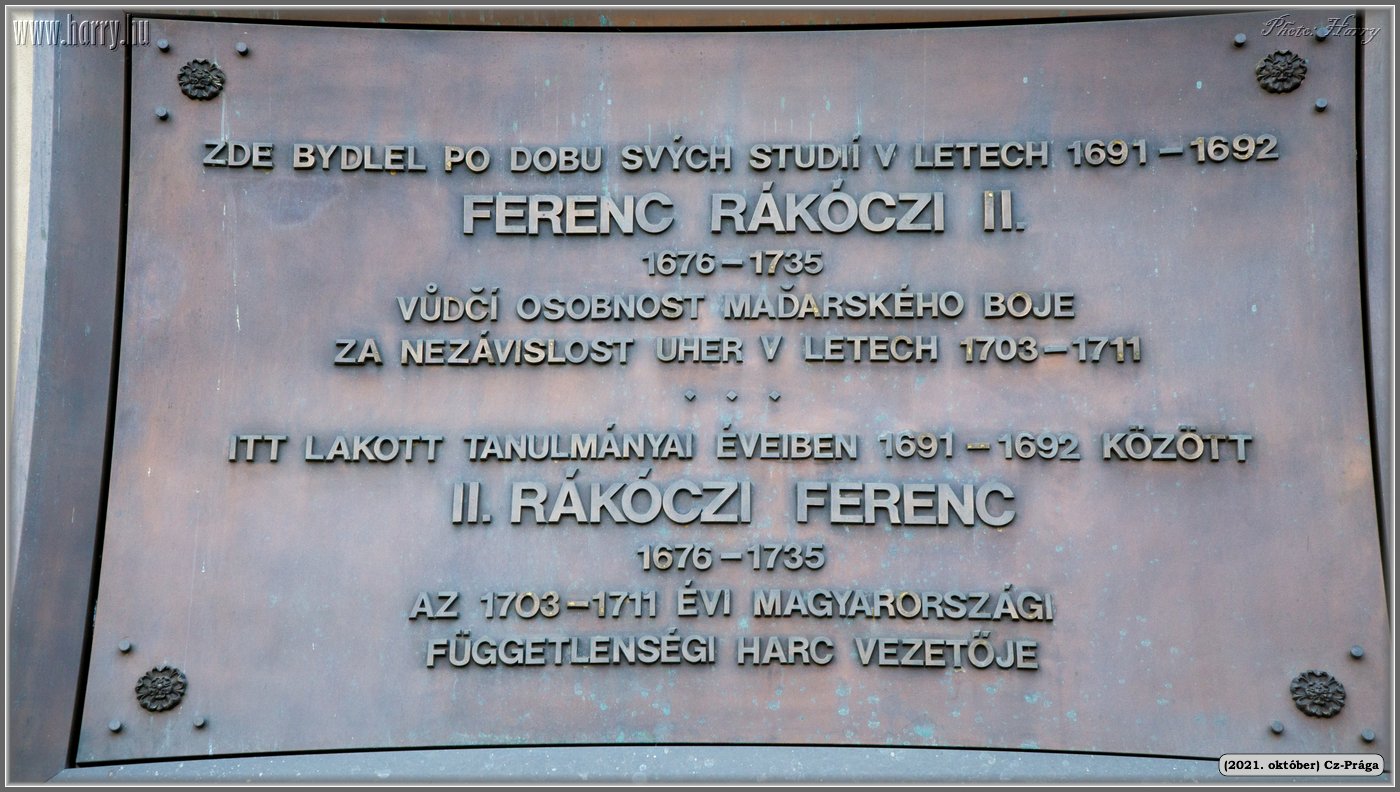 www.harry.hu
Photo: Harry
ZDE BYDLEL PO DOBU SVÝCH STUDIÍ V LETECH 1691–1692
FERENC RÁKÓCZI II.
1676–1735
VŮDČÍ OSOBNOST MAĎARSKÉHO BOJE
ZA NEZÁVISLOST UHER V LETECH 1703–1711
ITT LAKOTT TANULMÁNYAI ÉVEIBEN 1691–1692 KÖZÖTT
II. RÁKÓCZI FERENC
1676–1735
AZ 1703–1711 ÉVI MAGYARORSZÁGI
FÜGGETLENSÉGI HARC VEZETŐJE
(2021. október) Cz-Prága